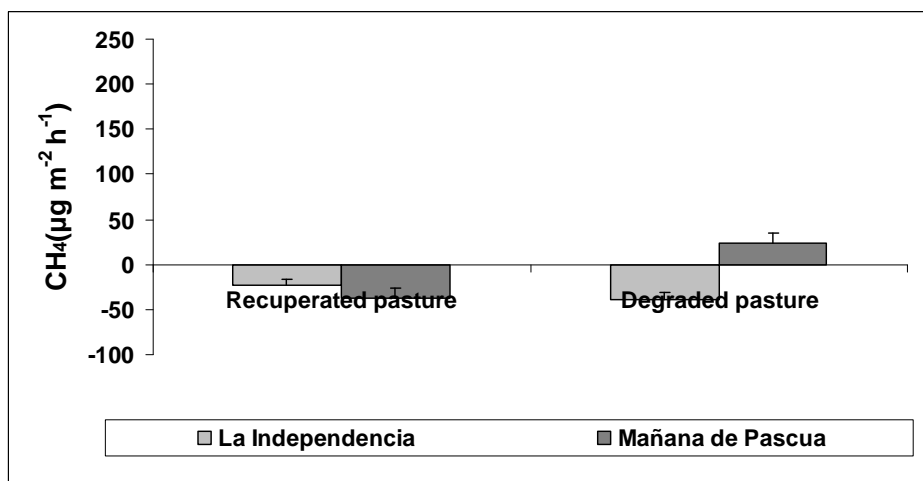 250
200
150
100
50
0
-50
-100
CH₄(µg m⁻² h⁻¹)
Recuperated pasture
Degraded pasture
La Independencia
Mañana de Pascua